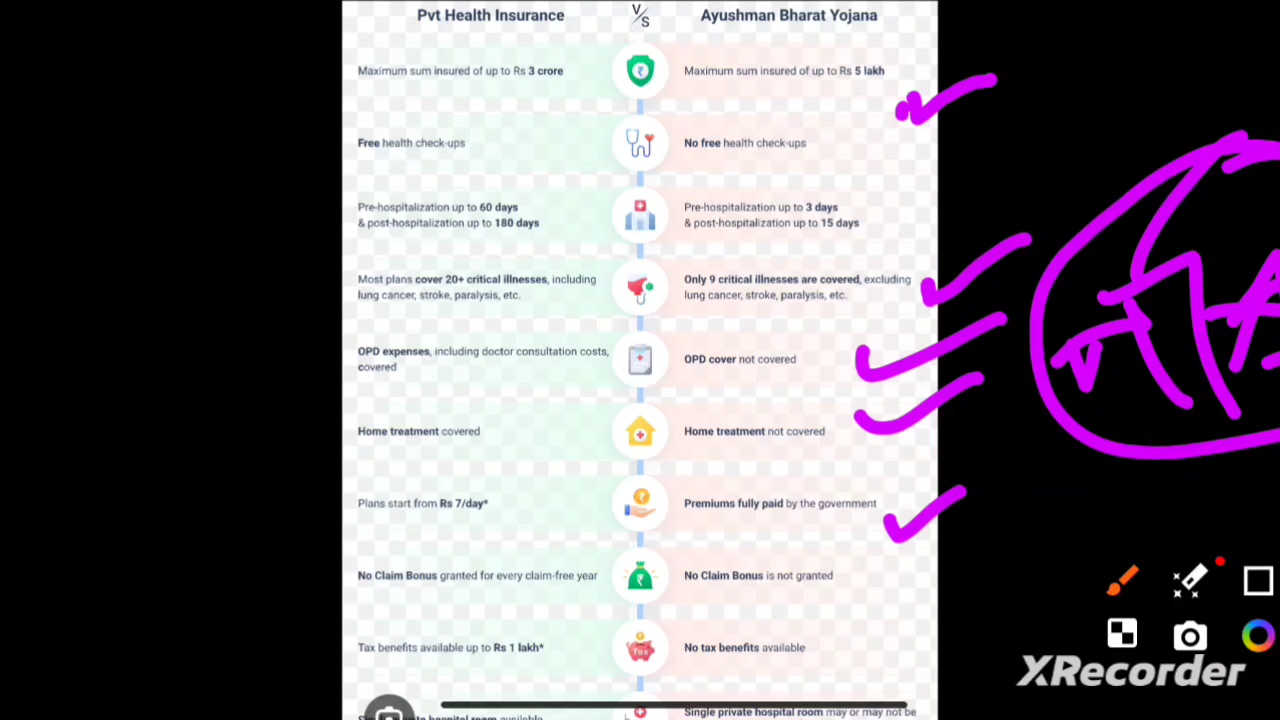 Pvt Health Insurance
V/S
Ayushman Bharat Yojana
Maximum sum insured of up to Rs 3 crore
Maximum sum insured of up to Rs 5 lakh
Free health check-ups
No free health check-ups
Pre-hospitalization up to 60 days
& post-hospitalization up to 180 days
Pre-hospitalization up to 3 days
& post-hospitalization up to 15 days
Most plans cover 20+ critical illnesses, including
lung cancer, stroke, paralysis, etc.
Only 9 critical illnesses are covered, excluding
lung cancer, stroke, paralysis, etc.
OPD expenses, including doctor consultation costs,
covered
OPD cover not covered
Home treatment covered
Home treatment not covered
Plans start from Rs 7/day*
Premiums fully paid by the government
No Claim Bonus granted for every claim-free year
No Claim Bonus is not granted
Tax
Tax benefits available up to Rs 1 lakh*
No tax benefits available
hospital room available
Single private hospital room may or may not be
XRecorder